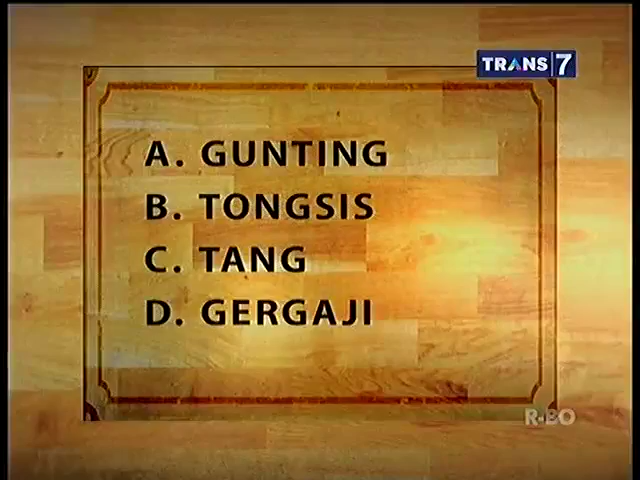 TRANS 7
A. GUNTING
B. TONGSIS
C. TANG
D. GERGAJI
R-BO